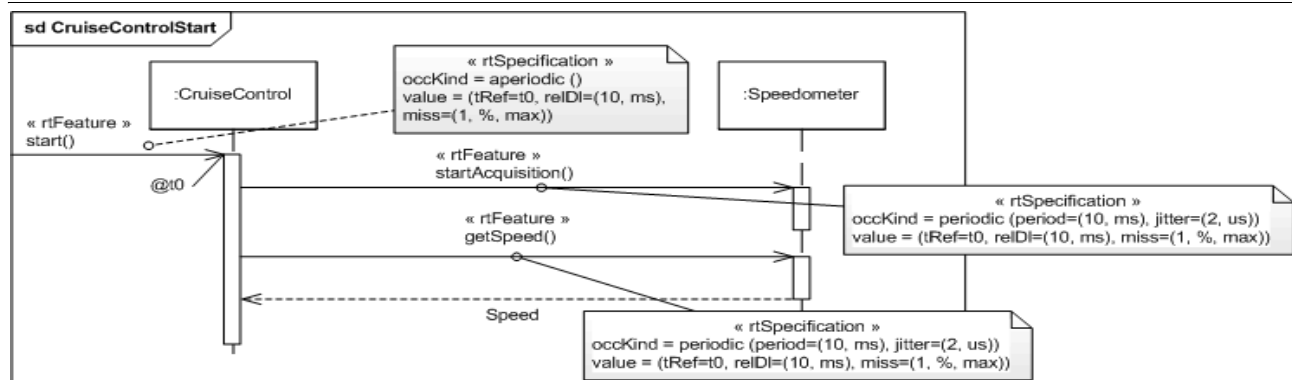 sd CruiseControlStart
« rtSpecification »
occKind = aperiodic ()
value = (tRef=t0, relDl=(10, ms),
miss=(1, %, max))
:CruiseControl
:Speedometer
« rtFeature »
start()
@t0
« rtFeature »
startAcquisition()
« rtSpecification »
occKind = periodic (period=(10, ms), jitter=(2, us))
value = (tRef=t0, relDl=(10, ms), miss=(1, %, max))
« rtFeature »
getSpeed()
Speed
« rtSpecification »
occKind = periodic (period=(10, ms), jitter=(2, us))
value = (tRef=t0, relDl=(10, ms), miss=(1, %, max))